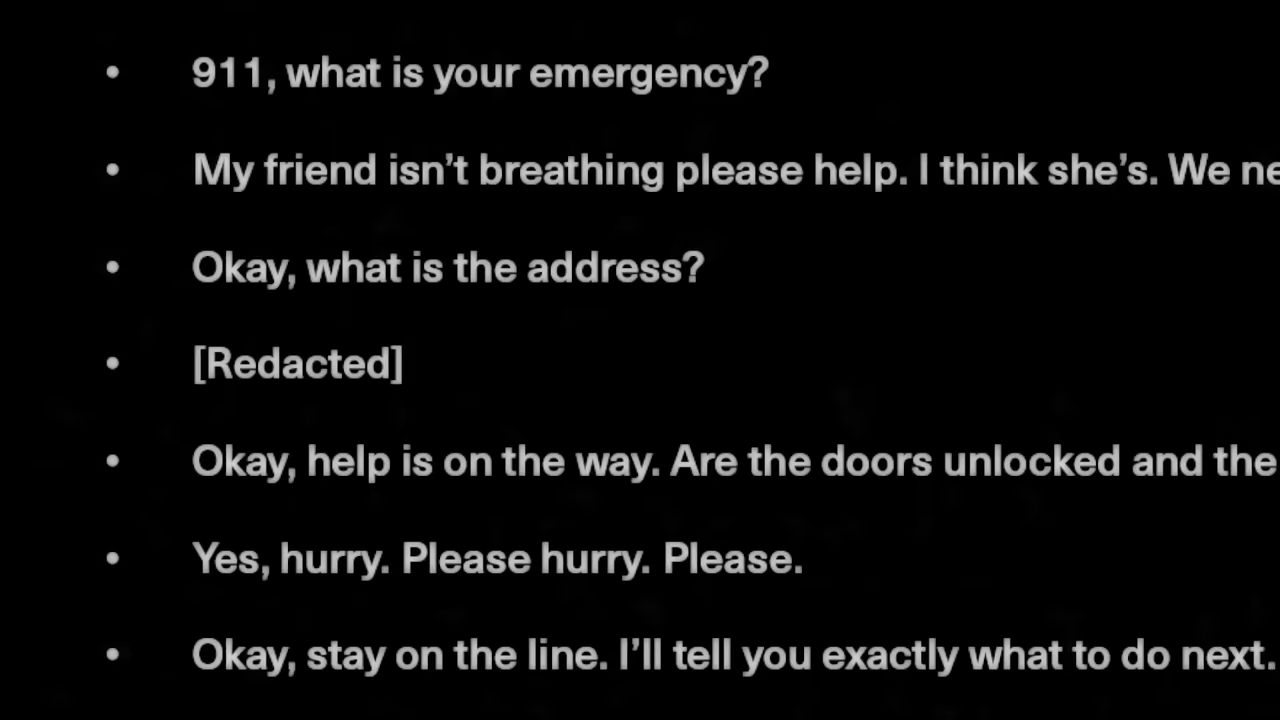 • 911, what is your emergency?
• My friend isn’t breathing please help. I think she’s. We
• Okay, what is the address?
• [Redacted]
• Okay, help is on the way. Are the doors unlocked and the
• Yes, hurry. Please hurry. Please.
• Okay, stay on the line. I’ll tell you exactly what to do next.